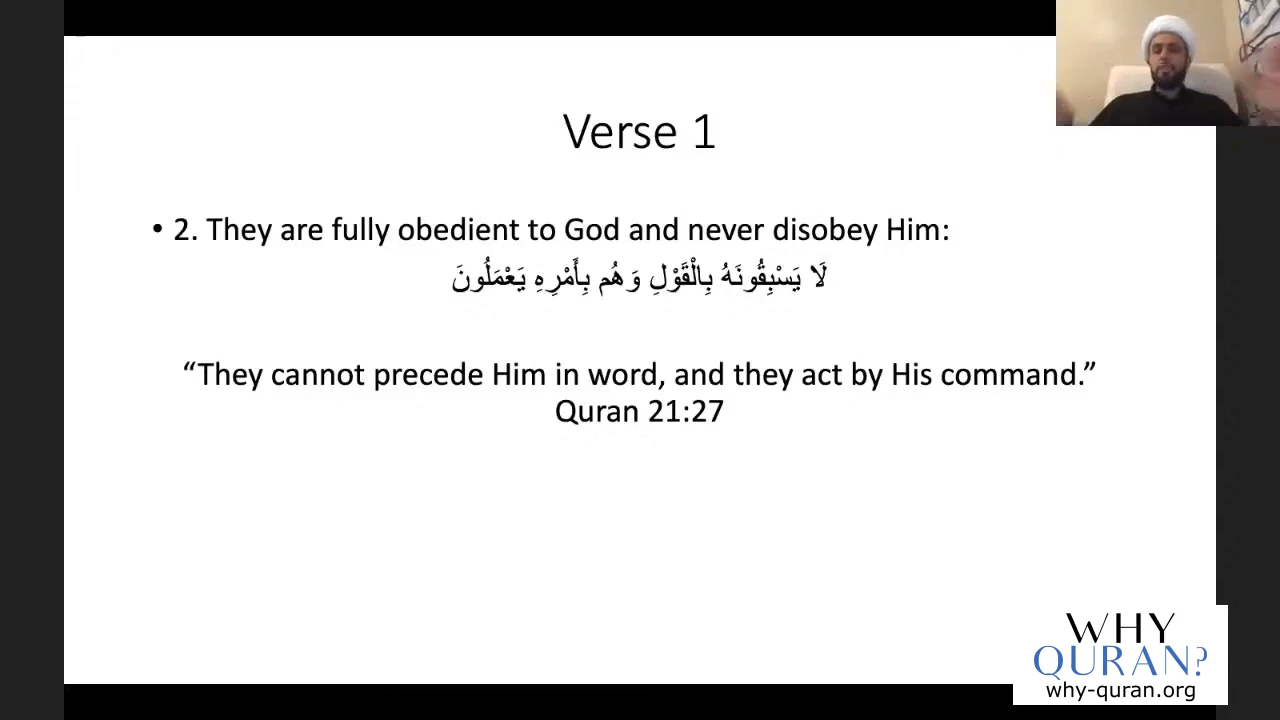 Verse 1
• 2. They are fully obedient to God and never disobey Him:
لَا يَسْبِقُونَهُ بِالْقَوْلِ وَهُم بِأَمْرِهِ يَعْمَلُونَ
“They cannot precede Him in word, and they act by His command.”
Quran 21:27
WHY
QURAN?
why-quran.org